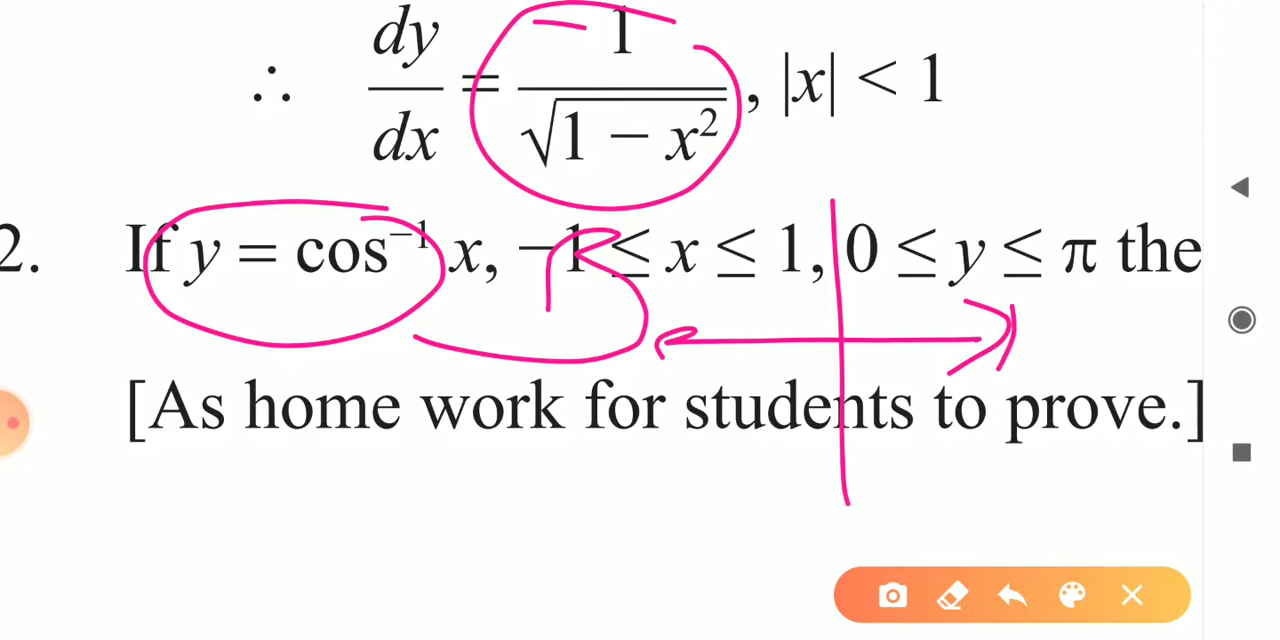 ∴ dy/dx = −1/√(1 − x²), |x| < 1
2. If y = cos⁻¹ x, −1 ≤ x ≤ 1, 0 ≤ y ≤ π the
[As home work for students to prove.]